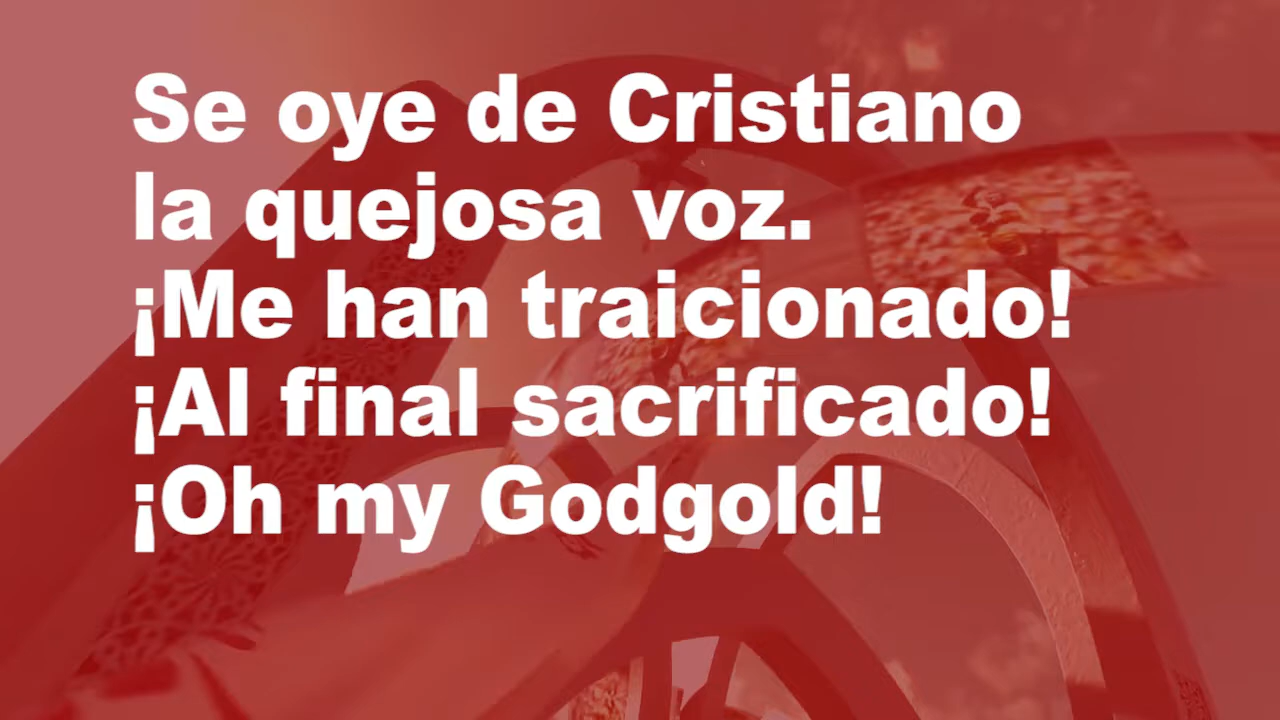 Se oye de Cristiano
la quejosa voz.
¡Me han traicionado!
¡Al final sacrificado!
¡Oh my Godgold!